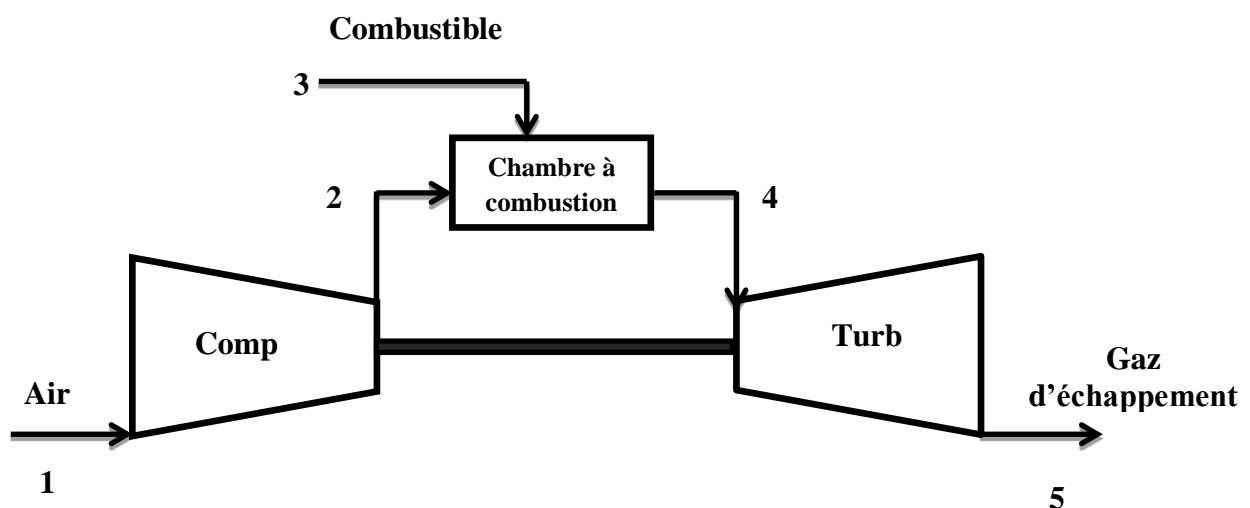 Combustible
3
Chambre à
combustion
2
4
Comp
Turb
Gaz
d’échappement
Air
1
5